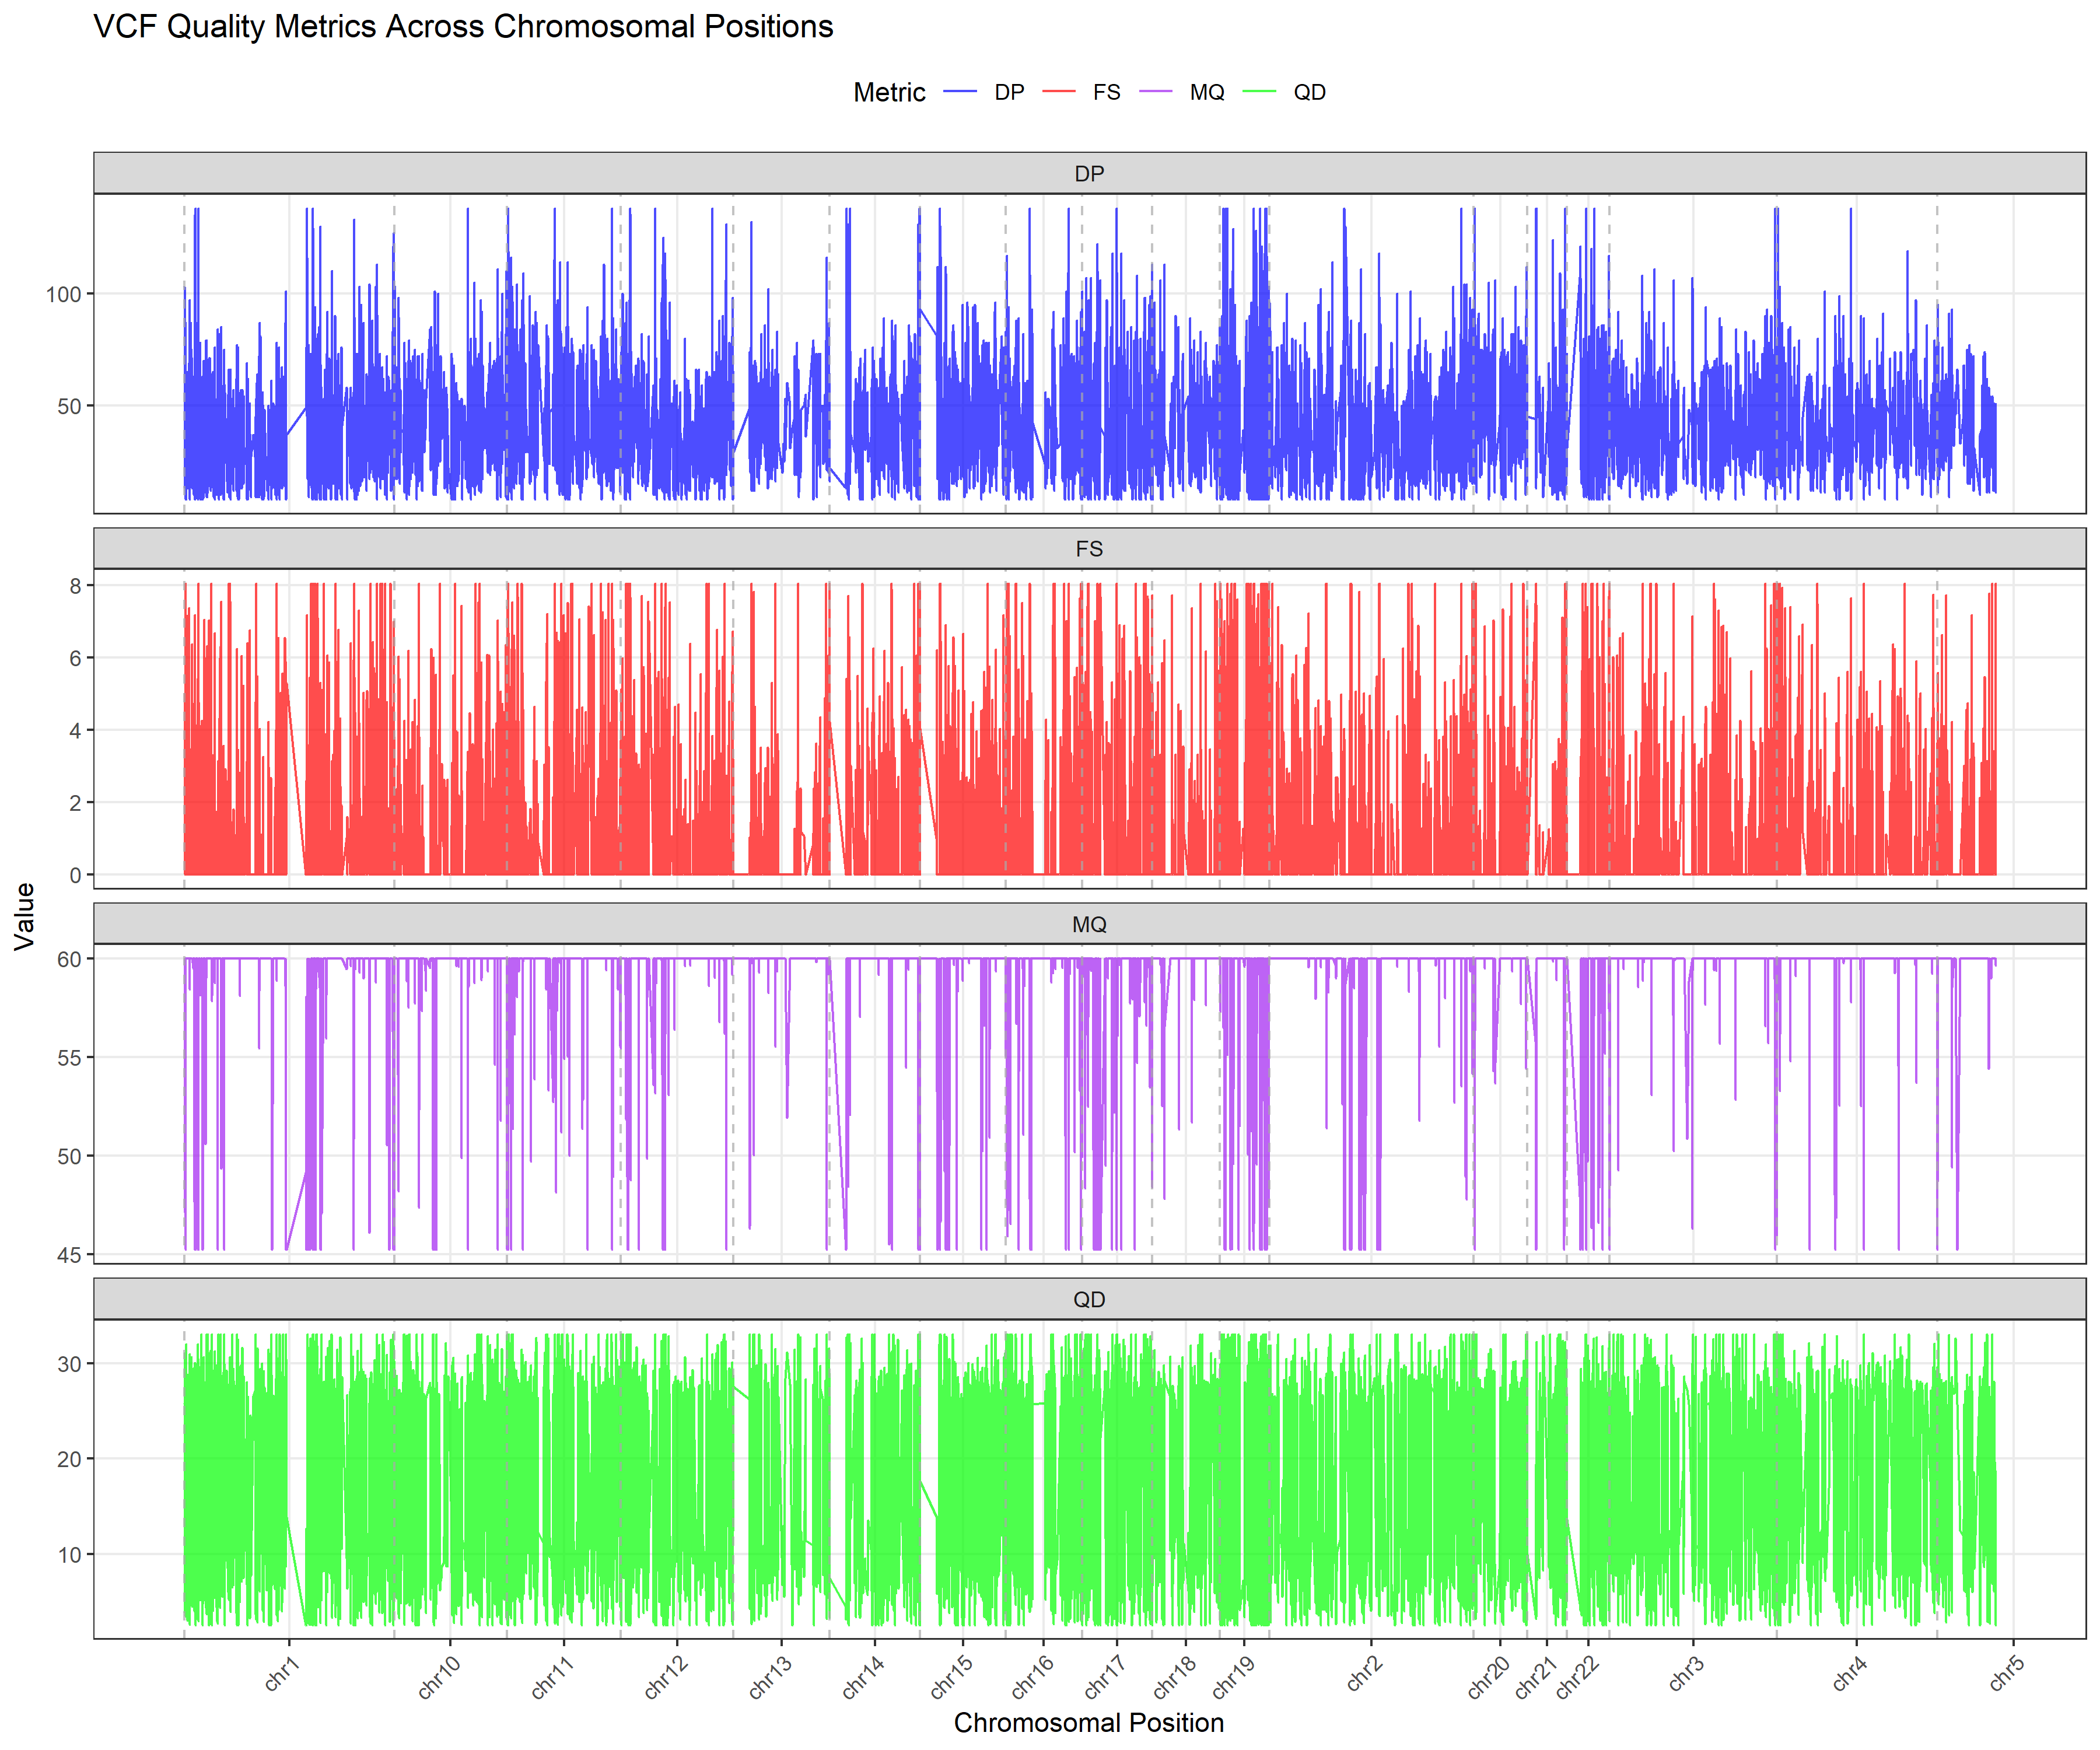 VCF Quality Metrics Across Chromosomal Positions
Metric DP FS MQ QD
DP
100
50
FS
8
6
4
2
0
MQ
60
55
50
45
QD
30
20
10
Value
chr1 chr10 chr11 chr12 chr13 chr14 chr15 chr16 chr17 chr18 chr19 chr2 chr20 chr21 chr22 chr3 chr4 chr5
Chromosomal Position